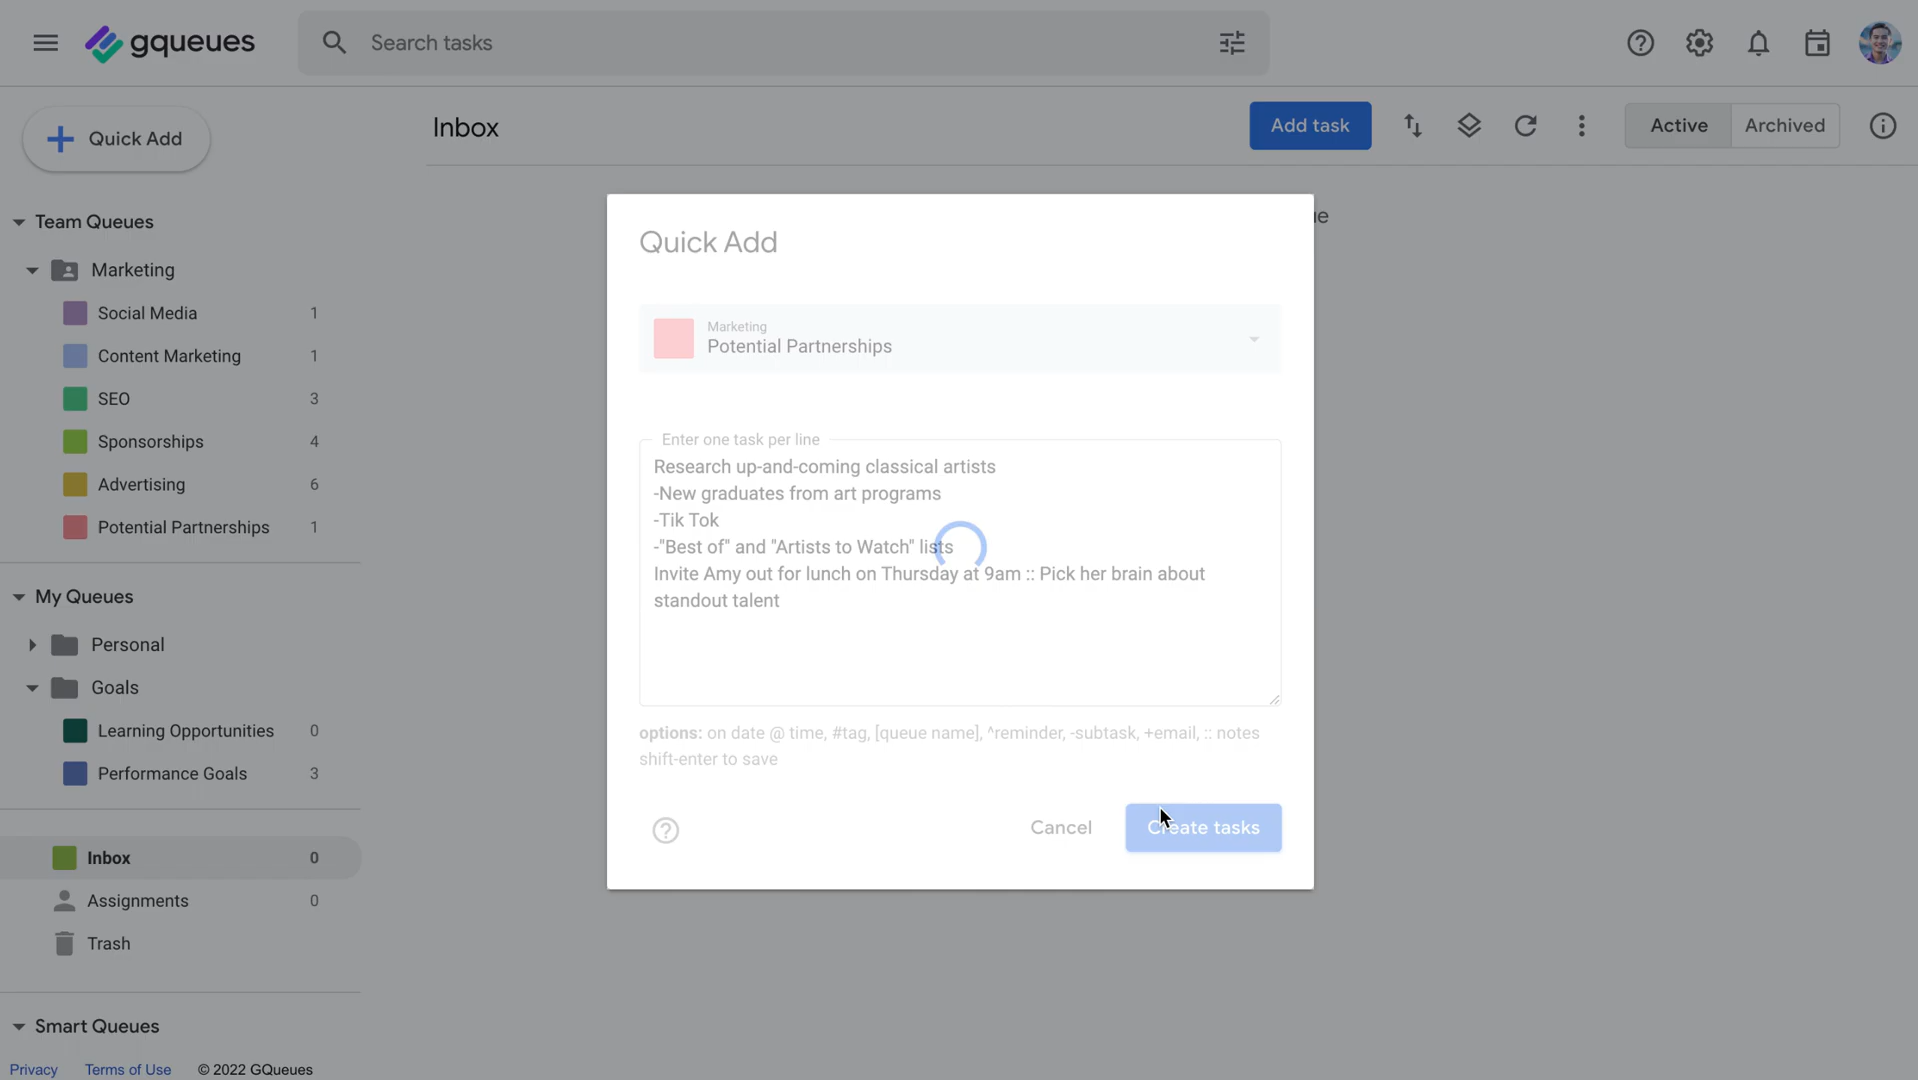 gqueues
Search tasks
Quick Add
Inbox
Add task
Active
Archived
Team Queues
Marketing
Social Media 1
Content Marketing 1
SEO 3
Sponsorships 4
Advertising 6
Potential Partnerships 1
My Queues
Personal
Goals
Learning Opportunities 0
Performance Goals 3
Inbox 0
Assignments 0
Trash
Smart Queues
Privacy Terms of Use © 2022 GQueues
Quick Add
Marketing
Potential Partnerships
Enter one task per line
Research up-and-coming classical artists
-New graduates from art programs
-Tik Tok
-"Best of" and "Artists to Watch" lists
Invite Amy out for lunch on Thursday at 9am :: Pick her brain about
standout talent
options: on date @ time, #tag, [queue name], ^reminder, -subtask, +email, :: notes
shift-enter to save
Cancel
Create tasks